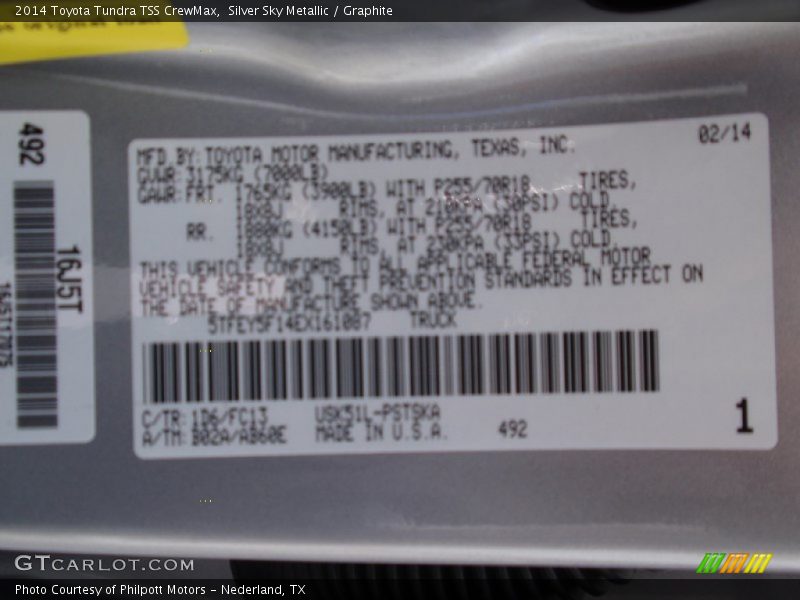 2014 Toyota Tundra TSS CrewMax, Silver Sky Metallic / Graphite
492
16J5T
02/14
MFD.BY:TOYOTA MOTOR MANUFACTURING, TEXAS, INC.
GVWR:3175KG (7000LB)
GAWR:FRT. 1765KG (3900LB) WITH P255/70R18 TIRES,
18X8J RIMS, AT 210KPA (30PSI) COLD,
RR. 1880KG (4150LB) WITH P255/70R18 TIRES,
18X8J RIMS, AT 230KPA (33PSI) COLD.
THIS VEHICLE CONFORMS TO ALL APPLICABLE FEDERAL MOTOR
VEHICLE SAFETY AND THEFT PREVENTION STANDARDS IN EFFECT ON
THE DATE OF MANUFACTURE SHOWN ABOVE.
5TFEY5F14EX161087 TRUCK
C/TR:1D6/FC13 USK51L-PSTSKA
A/TM:B02A/AB60E MADE IN U.S.A. 492
1
GTCARLOT.COM
Photo Courtesy of Philpott Motors - Nederland, TX